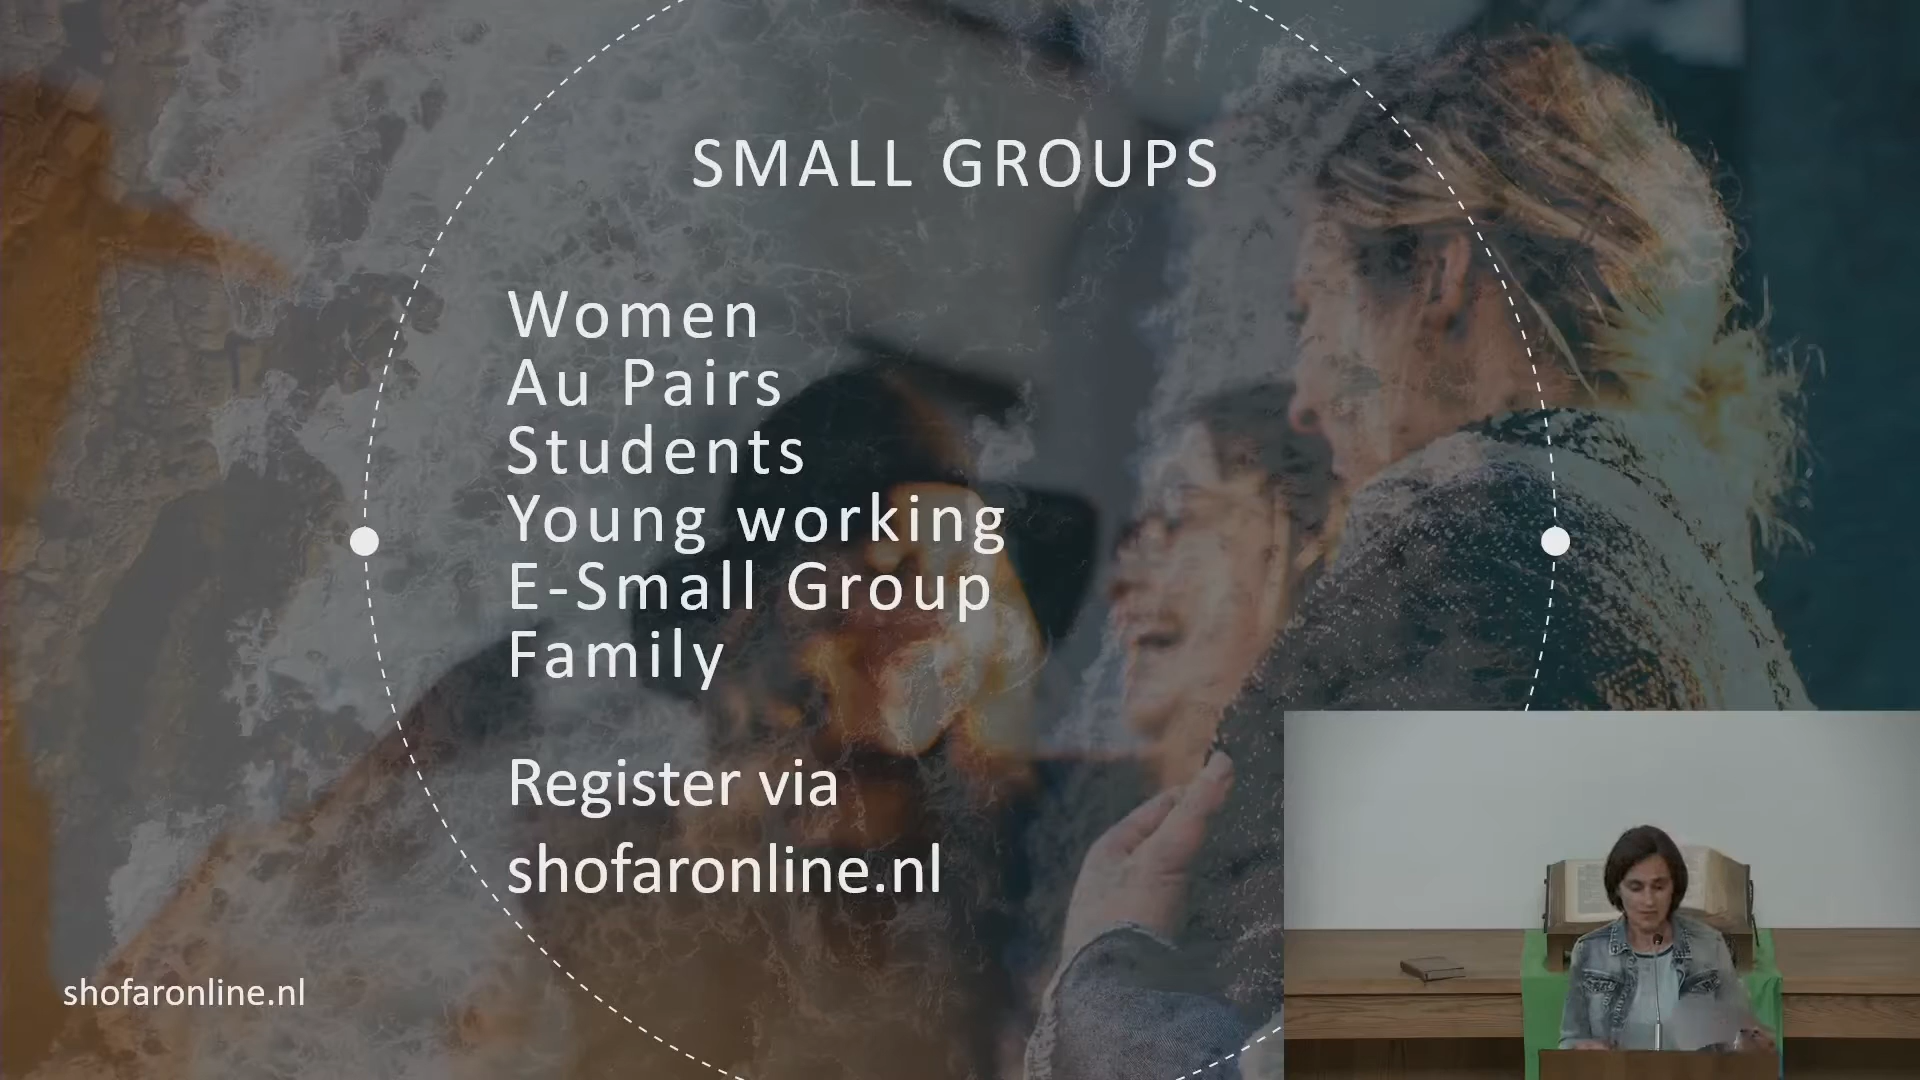 SMALL GROUPS
Women
Au Pairs
Students
Young working
E-Small Group
Family
Register via
shofaronline.nl
shofaronline.nl